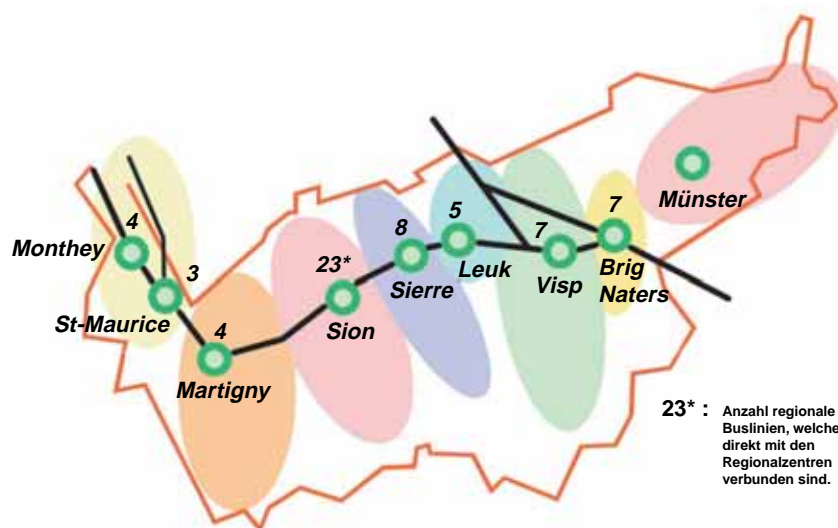 4
Monthey
3
St-Maurice
4
Martigny
23*
Sion
8
Sierre
5
Leuk
7
Visp
7
Brig
Naters
Münster
23* : Anzahl regionale
Buslinien, welche
direkt mit den
Regionalzentren
verbunden sind.